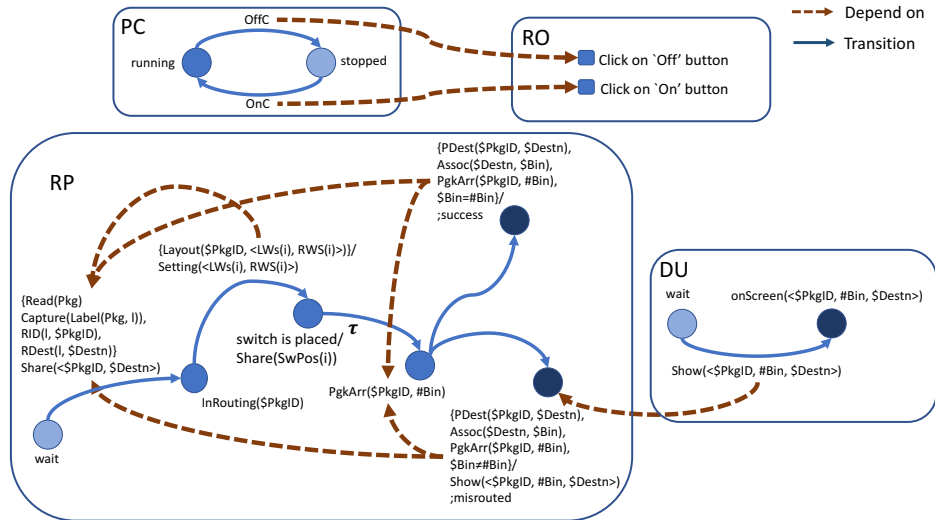 PC
OffC
running
stopped
OnC
RO
Click on `Off' button
Click on `On' button
Depend on
Transition
RP
{PDest($PkgID, $Destn),
Assoc($Destn, $Bin),
PgkArr($PkgID, #Bin),
$Bin=#Bin}/
;success
{Layout($PkgID, <LWs(i), RWS(i)>)}/
Setting(<LWs(i), RWS(i)>)
{Read(Pkg)
Capture(Label(Pkg, l)),
RID(l, $PkgID),
RDest(l, $Destn)}
Share(<$PkgID, $Destn>)
switch is placed/
Share(SwPos(i))
τ
InRouting($PkgID)
PgkArr($PkgID, #Bin)
wait
{PDest($PkgID, $Destn),
Assoc($Destn, $Bin),
PgkArr($PkgID, #Bin),
$Bin≠#Bin}/
Show(<$PkgID, #Bin, $Destn>)
;misrouted
DU
wait
onScreen(<$PkgID, #Bin, $Destn>)
Show(<$PkgID, #Bin, $Destn>)